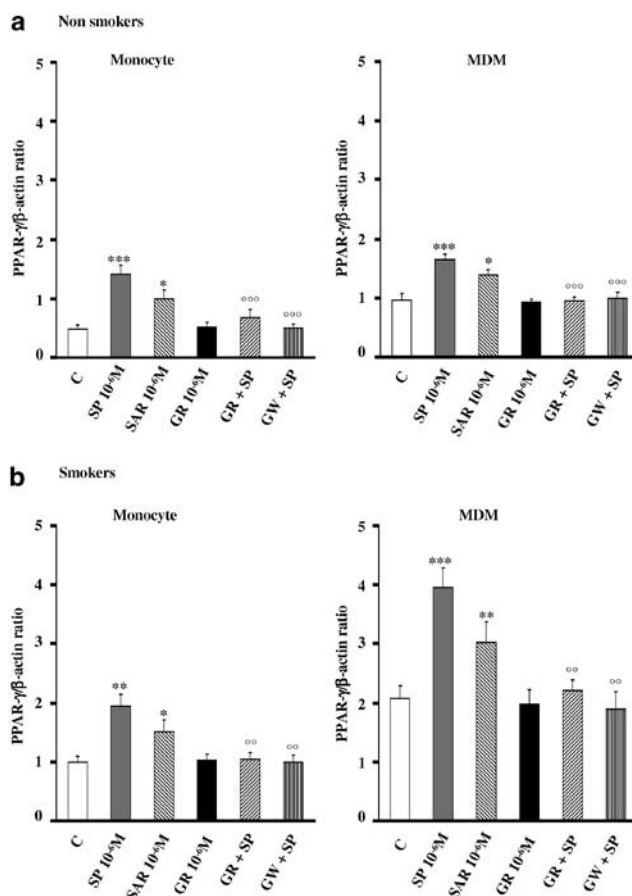 a Non smokers
Monocyte
PPAR-γ/β-actin ratio
5
4
3
2
1
0
***
*
°°°
°°°
C
SP 10⁻⁶M
SAR 10⁻⁶M
GR 10⁻⁶M
GR + SP
GW + SP
MDM
PPAR-γ/β-actin ratio
5
4
3
2
1
0
***
*
°°°
°°°
C
SP 10⁻⁶M
SAR 10⁻⁶M
GR 10⁻⁶M
GR + SP
GW + SP
b Smokers
Monocyte
PPAR-γ/β-actin ratio
5
4
3
2
1
0
**
*
°°
°°
C
SP 10⁻⁶M
SAR 10⁻⁶M
GR 10⁻⁶M
GR + SP
GW + SP
MDM
PPAR-γ/β-actin ratio
5
4
3
2
1
0
***
**
°°
°°
C
SP 10⁻⁶M
SAR 10⁻⁶M
GR 10⁻⁶M
GR + SP
GW + SP